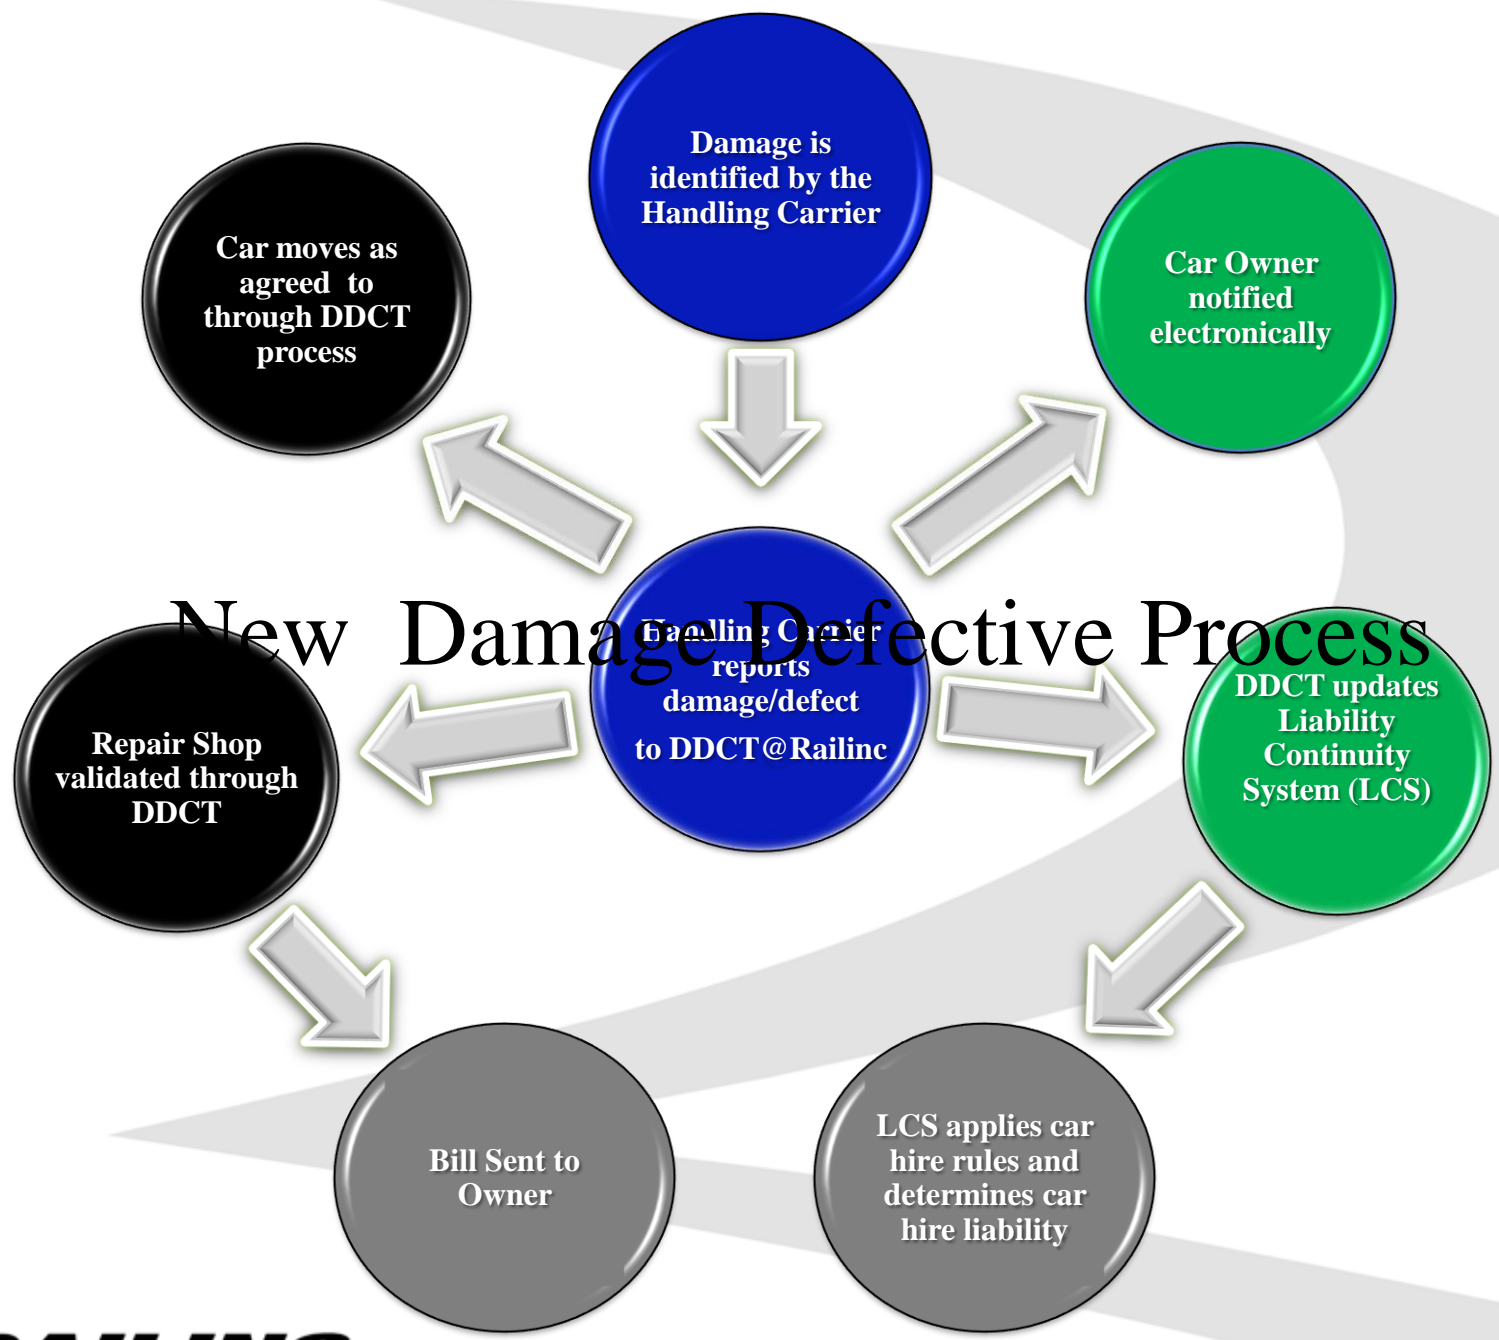 Damage is
identified by the
Handling Carrier
Car moves as
agreed to
through DDCT
process
Car Owner
notified
electronically
New Damage Defective Process
Handling Carrier
reports
damage/defect
to DDCT@Railinc
Repair Shop
validated through
DDCT
DDCT updates
Liability
Continuity
System (LCS)
Bill Sent to
Owner
LCS applies car
hire rules and
determines car
hire liability